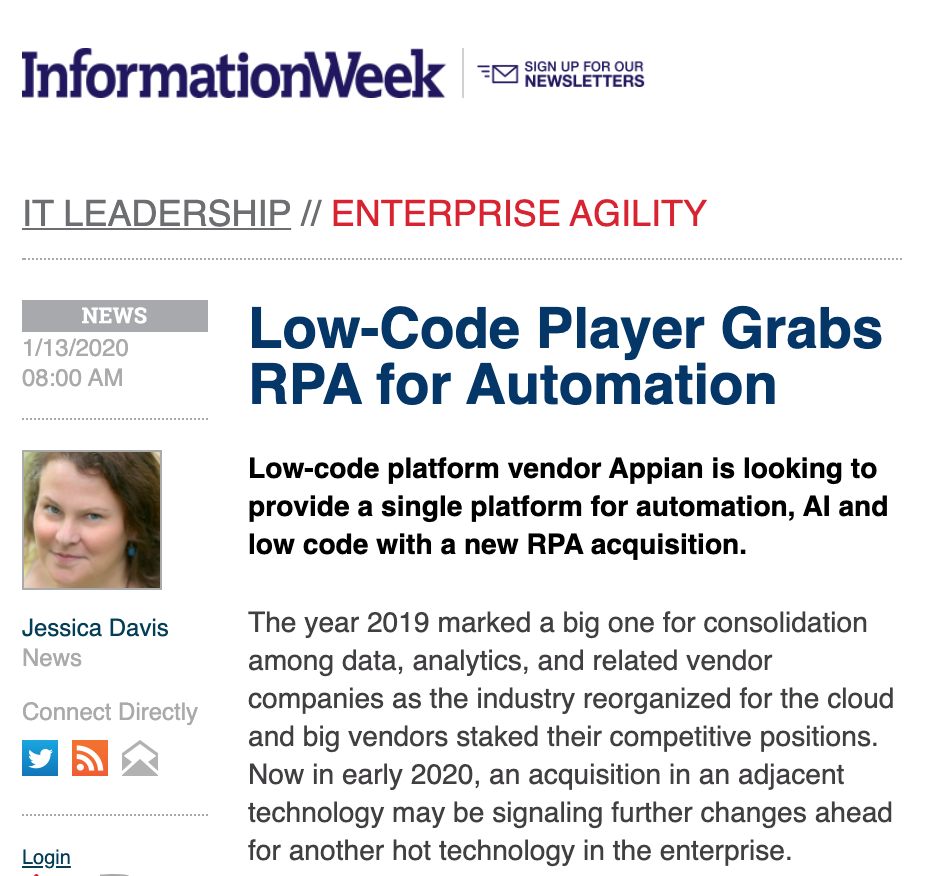 InformationWeek
SIGN UP FOR OUR
NEWSLETTERS
IT LEADERSHIP // ENTERPRISE AGILITY
NEWS
1/13/2020
08:00 AM
Jessica Davis
News
Connect Directly
Login
Low-Code Player Grabs
RPA for Automation
Low-code platform vendor Appian is looking to
provide a single platform for automation, AI and
low code with a new RPA acquisition.
The year 2019 marked a big one for consolidation
among data, analytics, and related vendor
companies as the industry reorganized for the cloud
and big vendors staked their competitive positions.
Now in early 2020, an acquisition in an adjacent
technology may be signaling further changes ahead
for another hot technology in the enterprise.